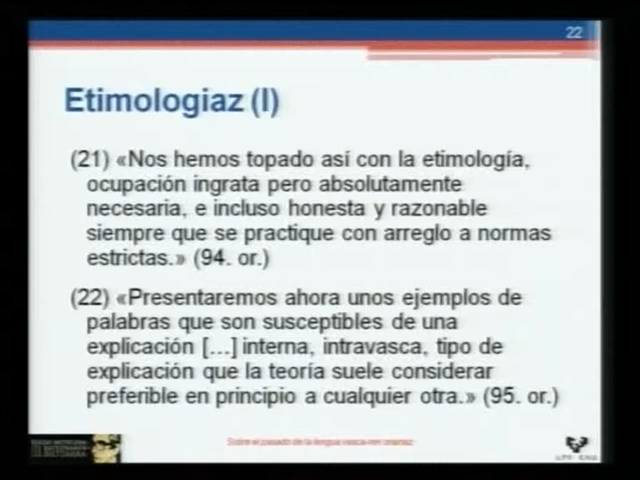 22
Etimologiaz (I)
(21) «Nos hemos topado así con la etimología,
ocupación ingrata pero absolutamente
necesaria, e incluso honesta y razonable
siempre que se practique con arreglo a normas
estrictas.» (94. or.)
(22) «Presentaremos ahora unos ejemplos de
palabras que son susceptibles de una
explicación [...] interna, intravasca, tipo de
explicación que la teoría suele considerar
preferible en principio a cualquier otra.» (95. or.)
Sobre el pasado de la lengua vasca-ren